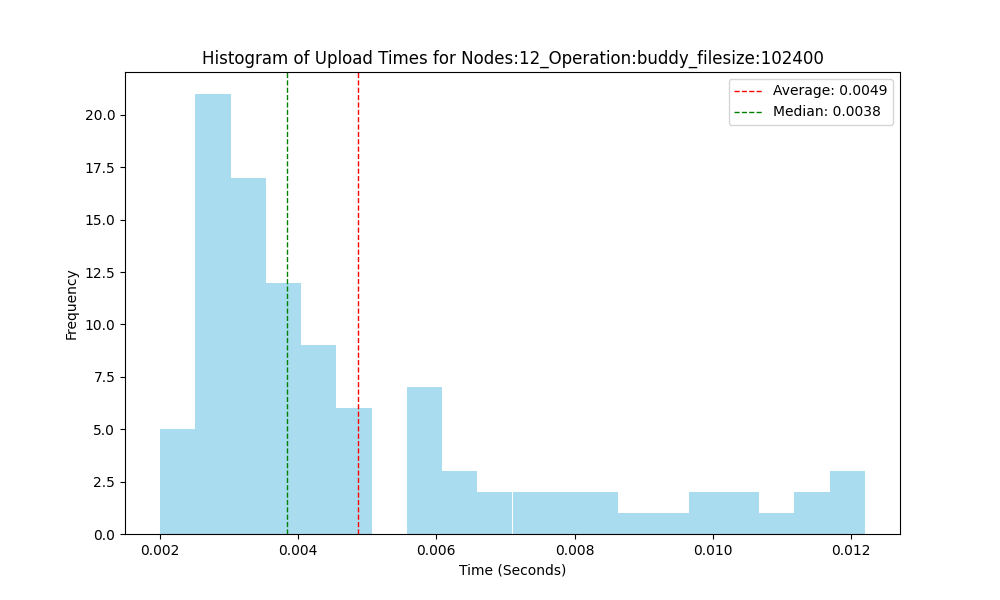 Histogram of Upload Times for Nodes:12_Operation:buddy_filesize:102400
Average: 0.0049
Median: 0.0038
20.0
17.5
15.0
12.5
10.0
7.5
5.0
2.5
0.0
Frequency
0.002 0.004 0.006 0.008 0.010 0.012
Time (Seconds)